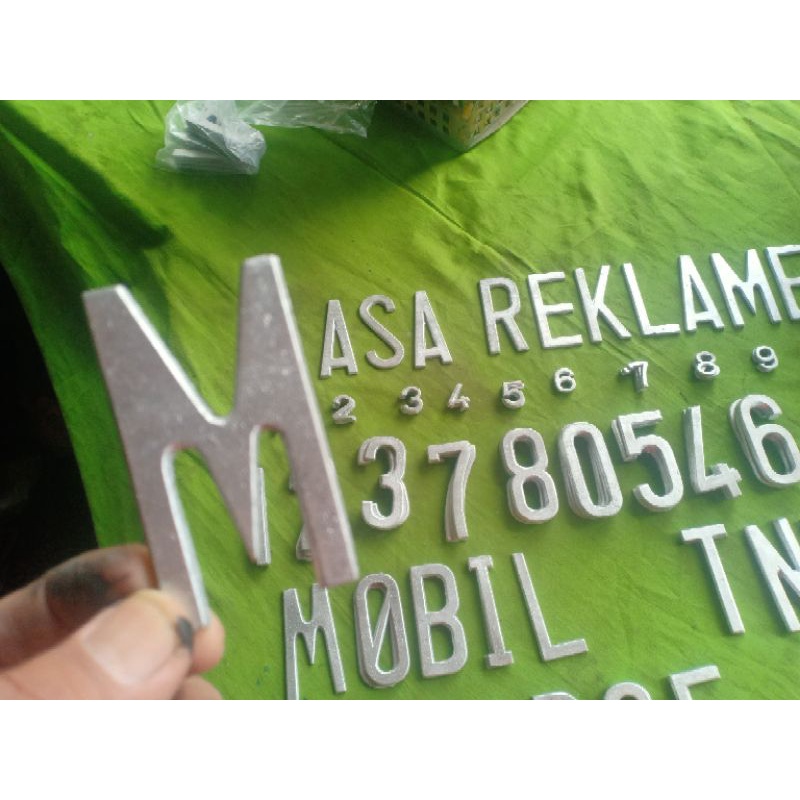 M
ASA REKLAME
2 3 4 5 6 7 8 9
3780546
MØBIL TN